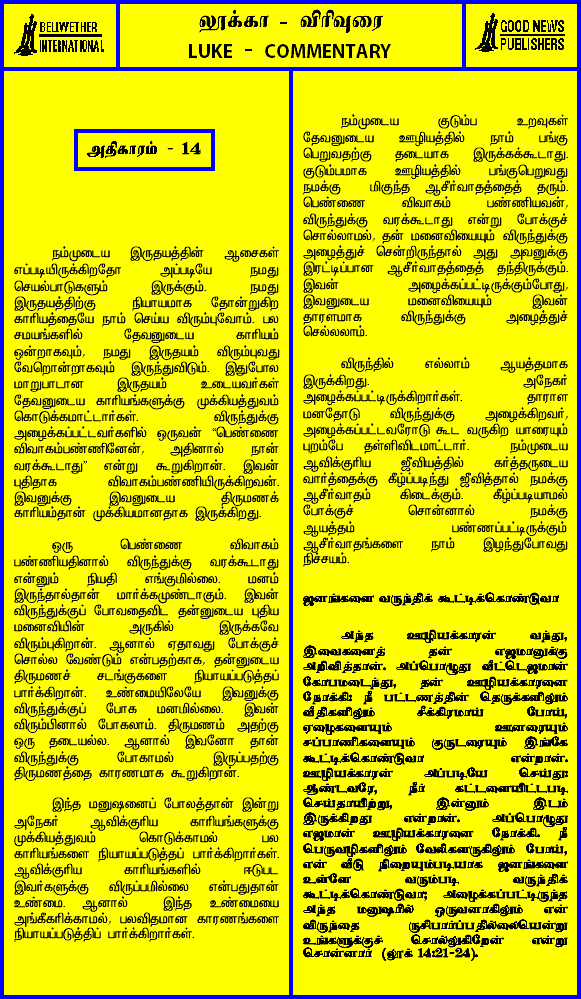 BELLWETHER
INTERNATIONAL
லூக்கா - விரிவுரை
LUKE - COMMENTARY
GOOD NEWS
PUBLISHERS
அதிகாரம் - 14
நம்முடைய இருதயத்தின் ஆசைகள்
எப்படியிருக்கிறதோ அப்படியே நமது
செயல்பாடுகளும் இருக்கும். நமது
இருதயத்திற்கு நியாயமாக தோன்றுகிற
காரியத்தையே நாம் செய்ய விரும்புவோம். பல
சமயங்களில் தேவனுடைய காரியம்
ஒன்றாகவும், நமது இருதயம் விரும்புவது
வேறொன்றாகவும் இருந்துவிடும். இதுபோல
மாறுபாடான இருதயம் உடையவர்கள்
தேவனுடைய காரியங்களுக்கு முக்கியத்துவம்
கொடுக்கமாட்டார்கள். விருந்துக்கு
அழைக்கப்பட்டவர்களில் ஒருவன் “பெண்ணை
விவாகம்பண்ணினேன், அதினால் நான்
வரக்கூடாது” என்று கூறுகிறான். இவன்
புதிதாக விவாகம்பண்ணியிருக்கிறவன்.
இவனுக்கு இவனுடைய திருமணக்
காரியம்தான் முக்கியமானதாக இருக்கிறது.
ஒரு பெண்ணை விவாகம்
பண்ணியதினால் விருந்துக்கு வரக்கூடாது
என்னும் நியதி எங்குமில்லை. மனம்
இருந்தால்தான் மார்க்கமுண்டாகும். இவன்
விருந்துக்குப் போவதைவிட தன்னுடைய புதிய
மனைவியின் அருகில் இருக்கவே
விரும்புகிறான். ஆனால் ஏதாவது போக்குச்
சொல்ல வேண்டும் என்பதற்காக, தன்னுடைய
திருமணச் சடங்குகளை நியாயப்படுத்தப்
பார்க்கிறான். உண்மையிலேயே இவனுக்கு
விருந்துக்குப் போக மனமில்லை. இவன்
விரும்பினால் போகலாம். திருமணம் அதற்கு
ஒரு தடையல்ல. ஆனால் இவனோ தான்
விருந்துக்கு போகாமல் இருப்பதற்கு
திருமணத்தை காரணமாக கூறுகிறான்.
இந்த மனுஷனைப் போலத்தான் இன்று
அநேகர் ஆவிக்குரிய காரியங்களுக்கு
முக்கியத்துவம் கொடுக்காமல் பல
காரியங்களை நியாயப்படுத்தப் பார்க்கிறார்கள்.
ஆவிக்குரிய காரியங்களில் ஈடுபட
இவர்களுக்கு விருப்பமில்லை என்பதுதான்
உண்மை. ஆனால் இந்த உண்மையை
அங்கீகரிக்காமல், பலவிதமான காரணங்களை
நியாயப்படுத்திப் பார்க்கிறார்கள்.
நம்முடைய குடும்ப உறவுகள்
தேவனுடைய ஊழியத்தில் நாம் பங்கு
பெறுவதற்கு தடையாக இருக்கக்கூடாது.
குடும்பமாக ஊழியத்தில் பங்குபெறுவது
நமக்கு மிகுந்த ஆசீர்வாதத்தைத் தரும்.
பெண்ணை விவாகம் பண்ணியவன்,
விருந்துக்கு வரக்கூடாது என்று போக்குச்
சொல்லாமல், தன் மனைவியையும் விருந்துக்கு
அழைத்துச் சென்றிருந்தால் அது அவனுக்கு
இரட்டிப்பான ஆசீர்வாதத்தைத் தந்திருக்கும்.
இவன் அழைக்கப்பட்டிருக்கும்போது,
இவனுடைய மனைவியையும் இவன்
தாராளமாக விருந்துக்கு அழைத்துச்
செல்லலாம்.
விருந்தில் எல்லாம் ஆயத்தமாக
இருக்கிறது. அநேகர்
அழைக்கப்பட்டிருக்கிறார்கள். தாராள
மனதோடு விருந்துக்கு அழைக்கிறவர்,
அழைக்கப்பட்டவரோடு கூட வருகிற யாரையும்
புறம்பே தள்ளிவிடமாட்டார். நம்முடைய
ஆவிக்குரிய ஜீவியத்தில் கர்த்தருடைய
வார்த்தைக்கு கீழ்ப்படிந்து ஜீவித்தால் நமக்கு
ஆசீர்வாதம் கிடைக்கும். கீழ்ப்படியாமல்
போக்குச் சொன்னால் நமக்கு
ஆயத்தம் பண்ணப்பட்டிருக்கும்
ஆசீர்வாதங்களை நாம் இழந்துபோவது
நிச்சயம்.
ஜனங்களை வருந்திக் கூட்டிக்கொண்டுவா
அந்த ஊழியக்காரன் வந்து,
இவைகளைத் தன் எஜமானுக்கு
அறிவித்தான். அப்பொழுது வீட்டெஜமான்
கோபமடைந்து, தன் ஊழியக்காரனை
நோக்கி: நீ பட்டணத்தின் தெருக்களிலும்
வீதிகளிலும் சீக்கிரமாய் போய்,
ஏழைகளையும் ஊனரையும்
சப்பாணிகளையும் குருடரையும் இங்கே
கூட்டிக்கொண்டுவா என்றான்.
ஊழியக்காரன் அப்படியே செய்து:
ஆண்டவரே, நீர் கட்டளையிட்டபடி
செய்தாயிற்று, இன்னும் இடம்
இருக்கிறது என்றான். அப்பொழுது
எஜமான் ஊழியக்காரனை நோக்கி. நீ
பெருவழிகளிலும் வேலிகளருகிலும் போய்,
என் வீடு நிறையும்படியாக ஜனங்களை
உள்ளே வரும்படி வருந்திக்
கூட்டிக்கொண்டுவா; அழைக்கப்பட்டிருந்த
அந்த மனுஷரில் ஒருவனாகிலும் என்
விருந்தை ருசிபார்ப்பதில்லையென்று
உங்களுக்குச் சொல்லுகிறேன் என்று
சொன்னார் (லூக் 14:21-24).